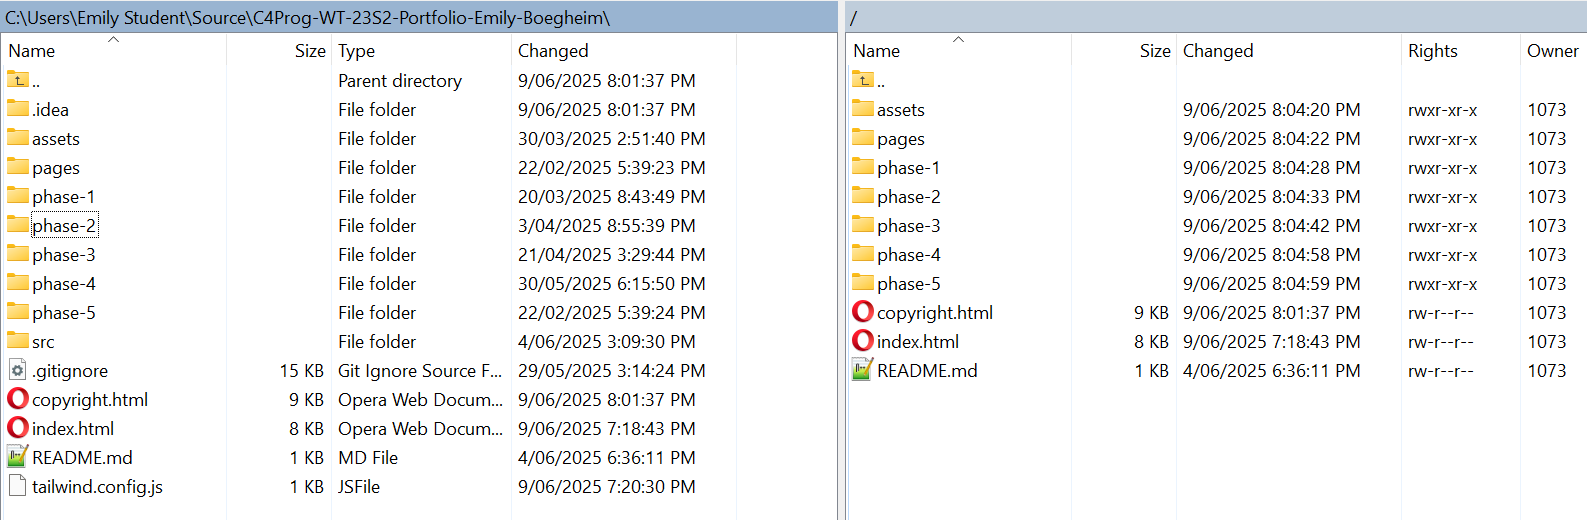 C:\Users\Emily Student\Source\C4Prog-WT-23S2-Portfolio-Emily-Boegheim\
Name Size Type Changed
.. Parent directory 9/06/2025 8:01:37 PM
.idea File folder 9/06/2025 8:01:37 PM
assets File folder 30/03/2025 2:51:40 PM
pages File folder 22/02/2025 5:39:23 PM
phase-1 File folder 20/03/2025 8:43:49 PM
phase-2 File folder 3/04/2025 8:55:39 PM
phase-3 File folder 21/04/2025 3:29:44 PM
phase-4 File folder 30/05/2025 6:15:50 PM
phase-5 File folder 22/02/2025 5:39:24 PM
src File folder 4/06/2025 3:09:30 PM
.gitignore 15 KB Git Ignore Source F... 29/05/2025 3:14:24 PM
copyright.html 9 KB Opera Web Docum... 9/06/2025 8:01:37 PM
index.html 8 KB Opera Web Docum... 9/06/2025 7:18:43 PM
README.md 1 KB MD File 4/06/2025 6:36:11 PM
tailwind.config.js 1 KB JSFile 9/06/2025 7:20:30 PM
/
Name Size Changed Rights Owner
..
assets 9/06/2025 8:04:20 PM rwxr-xr-x 1073
pages 9/06/2025 8:04:22 PM rwxr-xr-x 1073
phase-1 9/06/2025 8:04:28 PM rwxr-xr-x 1073
phase-2 9/06/2025 8:04:33 PM rwxr-xr-x 1073
phase-3 9/06/2025 8:04:42 PM rwxr-xr-x 1073
phase-4 9/06/2025 8:04:58 PM rwxr-xr-x 1073
phase-5 9/06/2025 8:04:59 PM rwxr-xr-x 1073
copyright.html 9 KB 9/06/2025 8:01:37 PM rw-r--r-- 1073
index.html 8 KB 9/06/2025 7:18:43 PM rw-r--r-- 1073
README.md 1 KB 4/06/2025 6:36:11 PM rw-r--r-- 1073